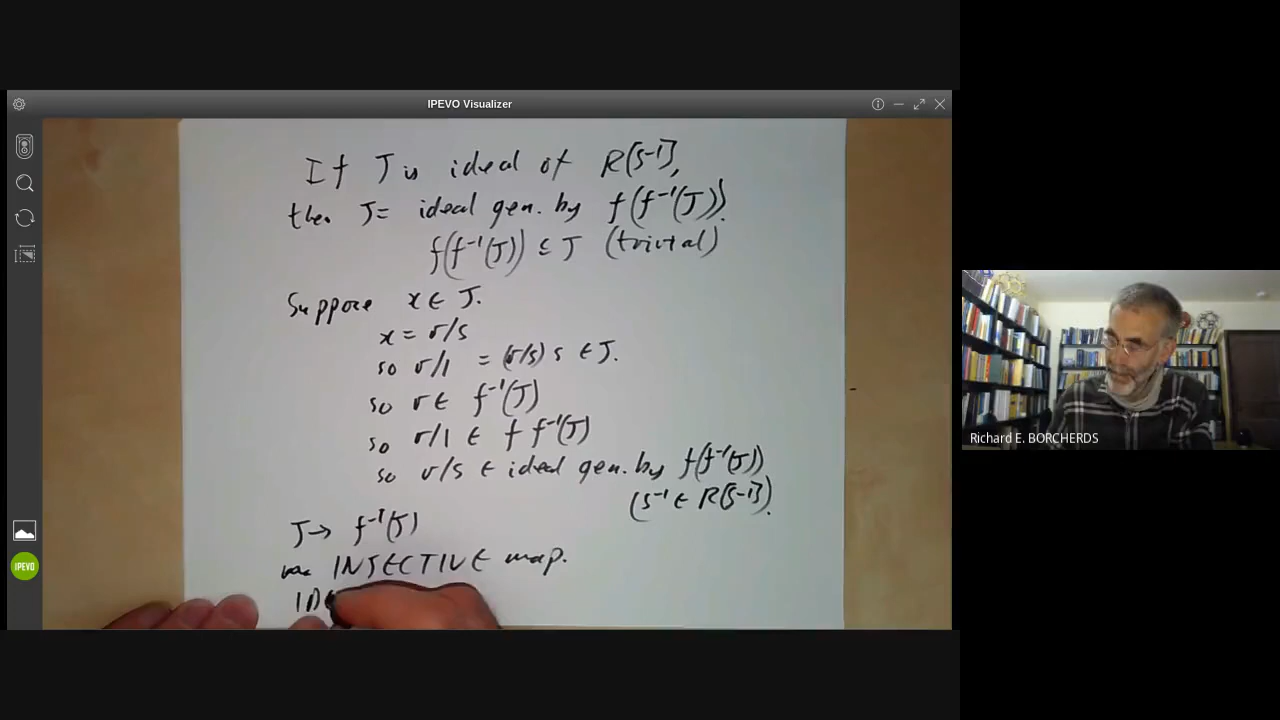 IPEVO Visualizer
If J is ideal of R[S⁻¹],
then J = ideal gen. by f(f⁻¹(J)).
f(f⁻¹(J)) ⊆ J (trivial)
Suppose x ∈ J.
x = r/s
so r/1 = (r/s) s ∈ J.
so r ∈ f⁻¹(J)
so r/1 ∈ f f⁻¹(J)
so r/s ∈ ideal gen. by f(f⁻¹(J))
(s⁻¹ ∈ R[S⁻¹]).
J → f⁻¹(J)
INJECTIVE map.
IDE
IPEVO
Richard E. BORCHERDS